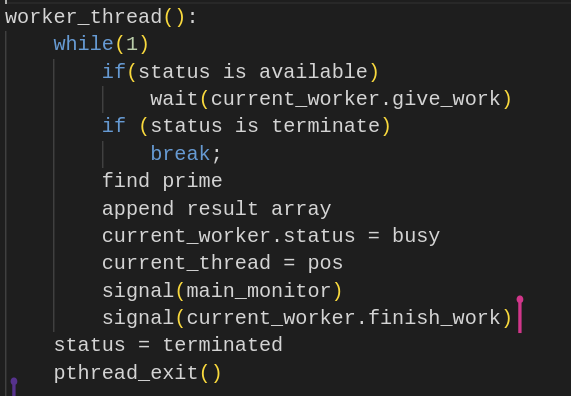 worker_thread():
while(1)
if(status is available)
wait(current_worker.give_work)
if (status is terminate)
break;
find prime
append result array
current_worker.status = busy
current_thread = pos
signal(main_monitor)
signal(current_worker.finish_work)
status = terminated
pthread_exit()